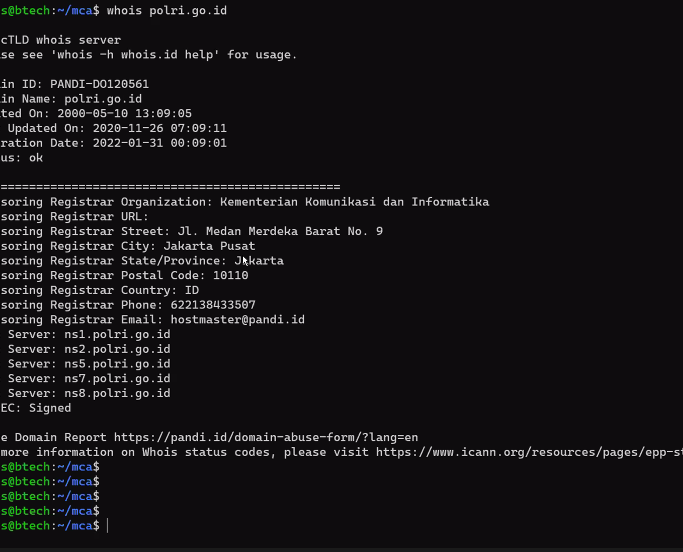 s@btech:~/mca$ whois polri.go.id
cTLD whois server
se see 'whois -h whois.id help' for usage.
in ID: PANDI-DO120561
in Name: polri.go.id
ted On: 2000-05-10 13:09:05
Updated On: 2020-11-26 07:09:11
ration Date: 2022-01-31 00:09:01
us: ok
================================================
soring Registrar Organization: Kementerian Komunikasi dan Informatika
soring Registrar URL:
soring Registrar Street: Jl. Medan Merdeka Barat No. 9
soring Registrar City: Jakarta Pusat
soring Registrar State/Province: Jakarta
soring Registrar Postal Code: 10110
soring Registrar Country: ID
soring Registrar Phone: 622138433507
soring Registrar Email: hostmaster@pandi.id
Server: ns1.polri.go.id
Server: ns2.polri.go.id
Server: ns5.polri.go.id
Server: ns7.polri.go.id
Server: ns8.polri.go.id
EC: Signed
e Domain Report https://pandi.id/domain-abuse-form/?lang=en
more information on Whois status codes, please visit https://www.icann.org/resources/pages/epp-st
s@btech:~/mca$
s@btech:~/mca$
s@btech:~/mca$
s@btech:~/mca$
s@btech:~/mca$